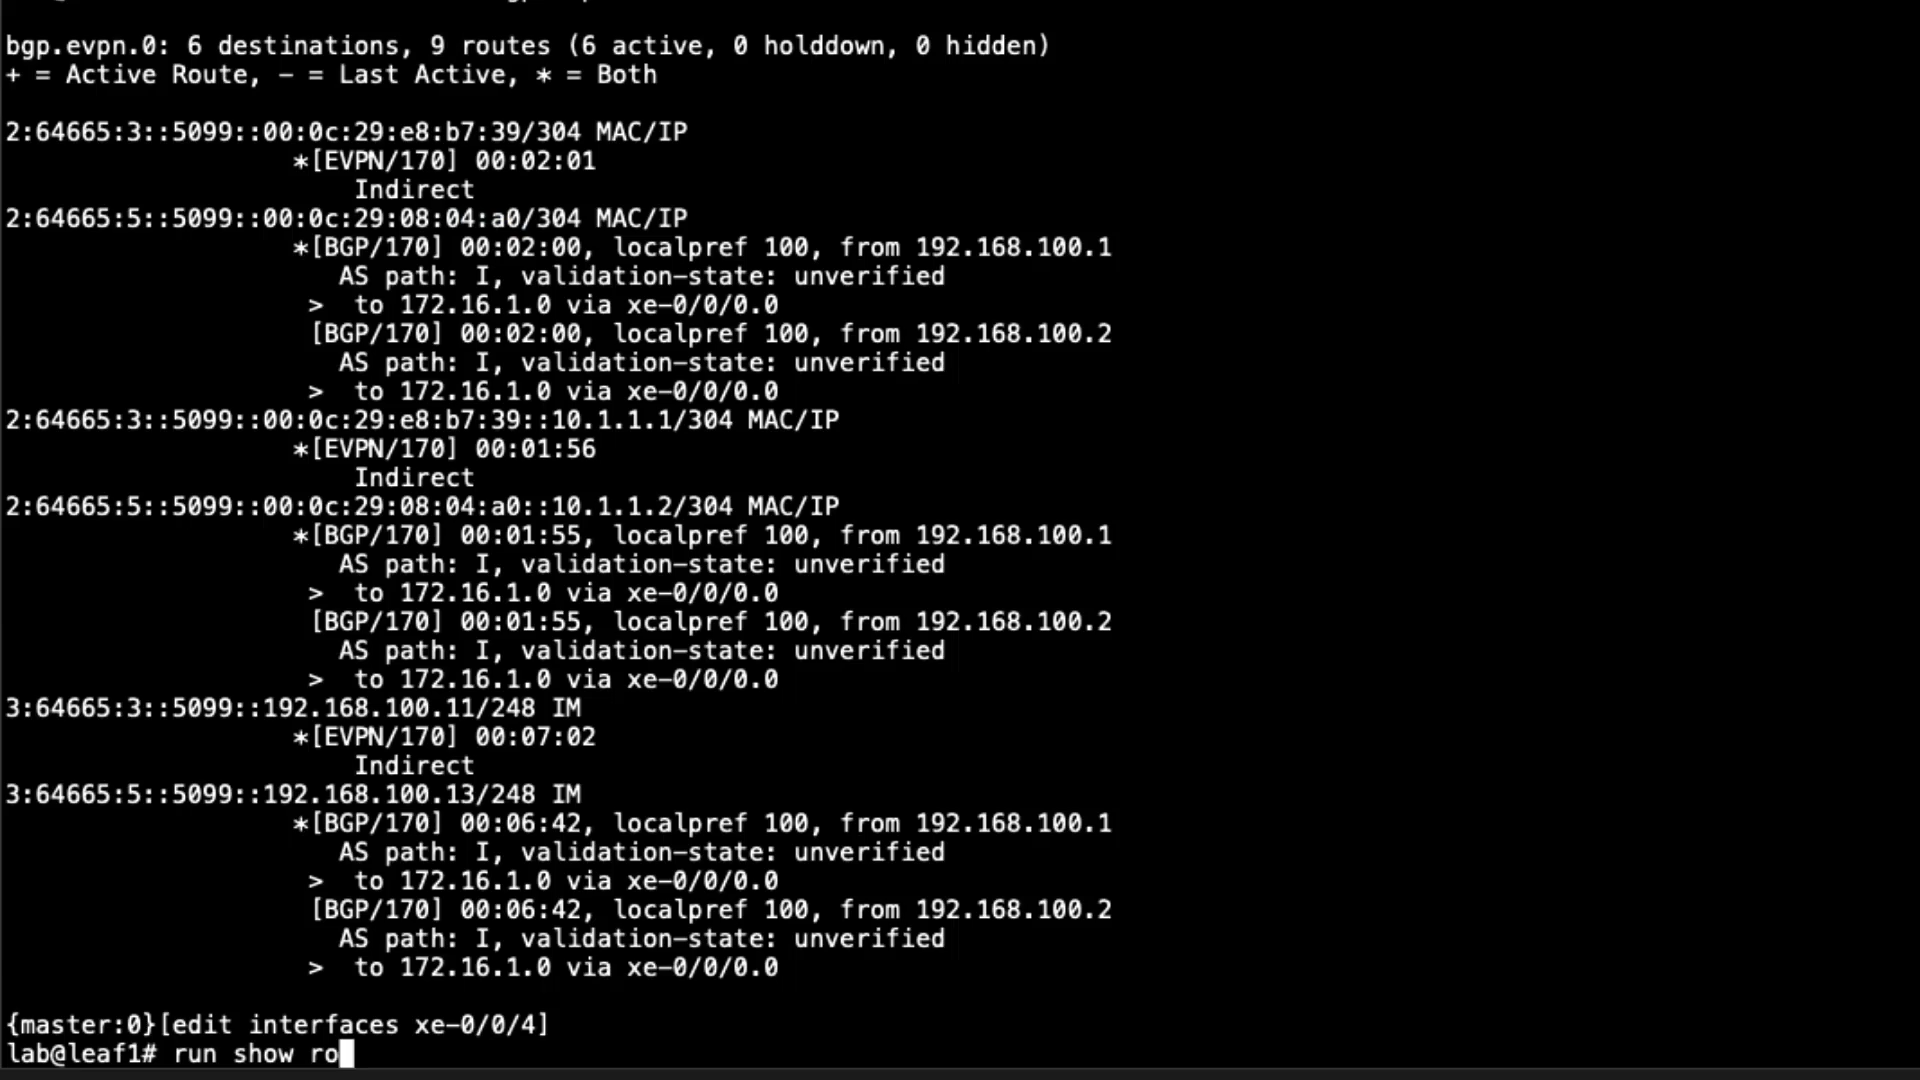 bgp.evpn.0: 6 destinations, 9 routes (6 active, 0 holddown, 0 hidden)
+ = Active Route, - = Last Active, * = Both
2:64665:3::5099::00:0c:29:e8:b7:39/304 MAC/IP
*[EVPN/170] 00:02:01
Indirect
2:64665:5::5099::00:0c:29:08:04:a0/304 MAC/IP
*[BGP/170] 00:02:00, localpref 100, from 192.168.100.1
AS path: I, validation-state: unverified
> to 172.16.1.0 via xe-0/0/0.0
[BGP/170] 00:02:00, localpref 100, from 192.168.100.2
AS path: I, validation-state: unverified
> to 172.16.1.0 via xe-0/0/0.0
2:64665:3::5099::00:0c:29:e8:b7:39::10.1.1.1/304 MAC/IP
*[EVPN/170] 00:01:56
Indirect
2:64665:5::5099::00:0c:29:08:04:a0::10.1.1.2/304 MAC/IP
*[BGP/170] 00:01:55, localpref 100, from 192.168.100.1
AS path: I, validation-state: unverified
> to 172.16.1.0 via xe-0/0/0.0
[BGP/170] 00:01:55, localpref 100, from 192.168.100.2
AS path: I, validation-state: unverified
> to 172.16.1.0 via xe-0/0/0.0
3:64665:3::5099::192.168.100.11/248 IM
*[EVPN/170] 00:07:02
Indirect
3:64665:5::5099::192.168.100.13/248 IM
*[BGP/170] 00:06:42, localpref 100, from 192.168.100.1
AS path: I, validation-state: unverified
> to 172.16.1.0 via xe-0/0/0.0
[BGP/170] 00:06:42, localpref 100, from 192.168.100.2
AS path: I, validation-state: unverified
> to 172.16.1.0 via xe-0/0/0.0
{master:0}[edit interfaces xe-0/0/4]
lab@leaf1# run show ro